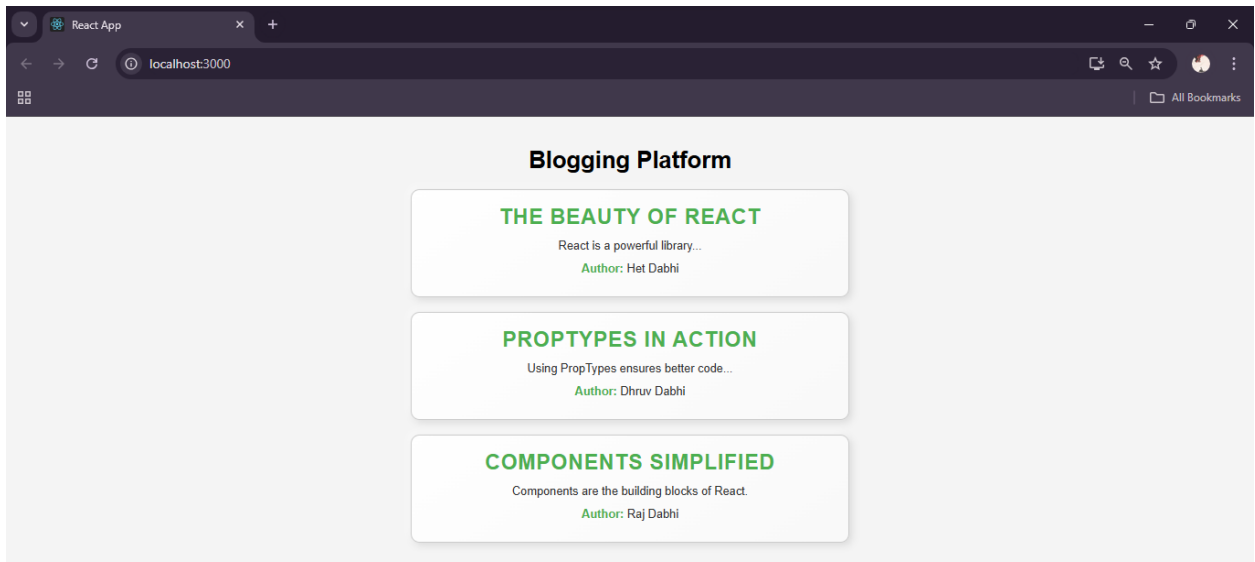 React App
localhost:3000
All Bookmarks
Blogging Platform
THE BEAUTY OF REACT
React is a powerful library...
Author: Het Dabhi
PROPTYPES IN ACTION
Using PropTypes ensures better code...
Author: Dhruv Dabhi
COMPONENTS SIMPLIFIED
Components are the building blocks of React.
Author: Raj Dabhi